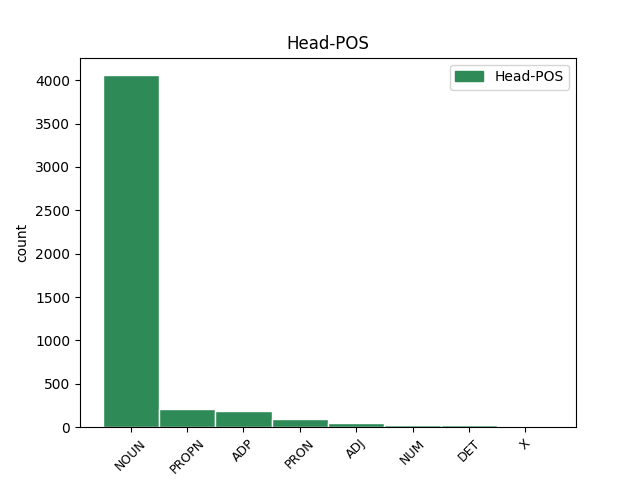 Head-POS
Head-POS
4000
3500
3000
2500
2000
1500
1000
500
0
count
NOUN
PROPN
ADP
PRON
ADJ
NUM
DET
X